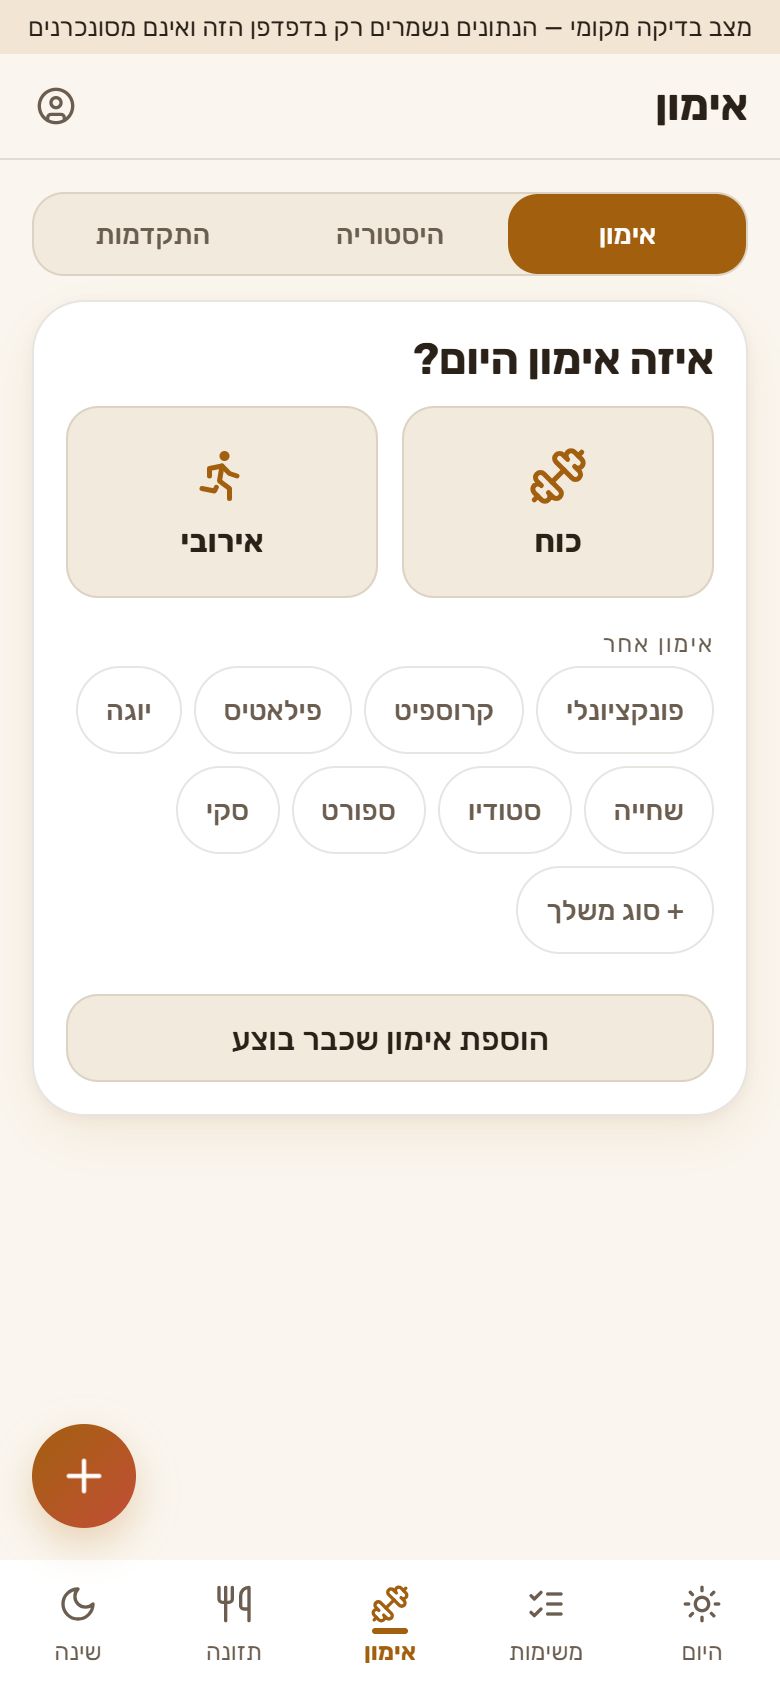 מצב בדיקה מקומי – הנתונים נשמרים רק בדפדפן הזה ואינם מסונכרנים
אימון
אימון היסטוריה התקדמות
איזה אימון היום?
כוח אירובי
אימון אחר
פונקציונלי קרוספיט פילאטיס יוגה
שחייה סטודיו ספורט סקי
+ סוג משלך
הוספת אימון שכבר בוצע
היום משימות אימון תזונה שינה